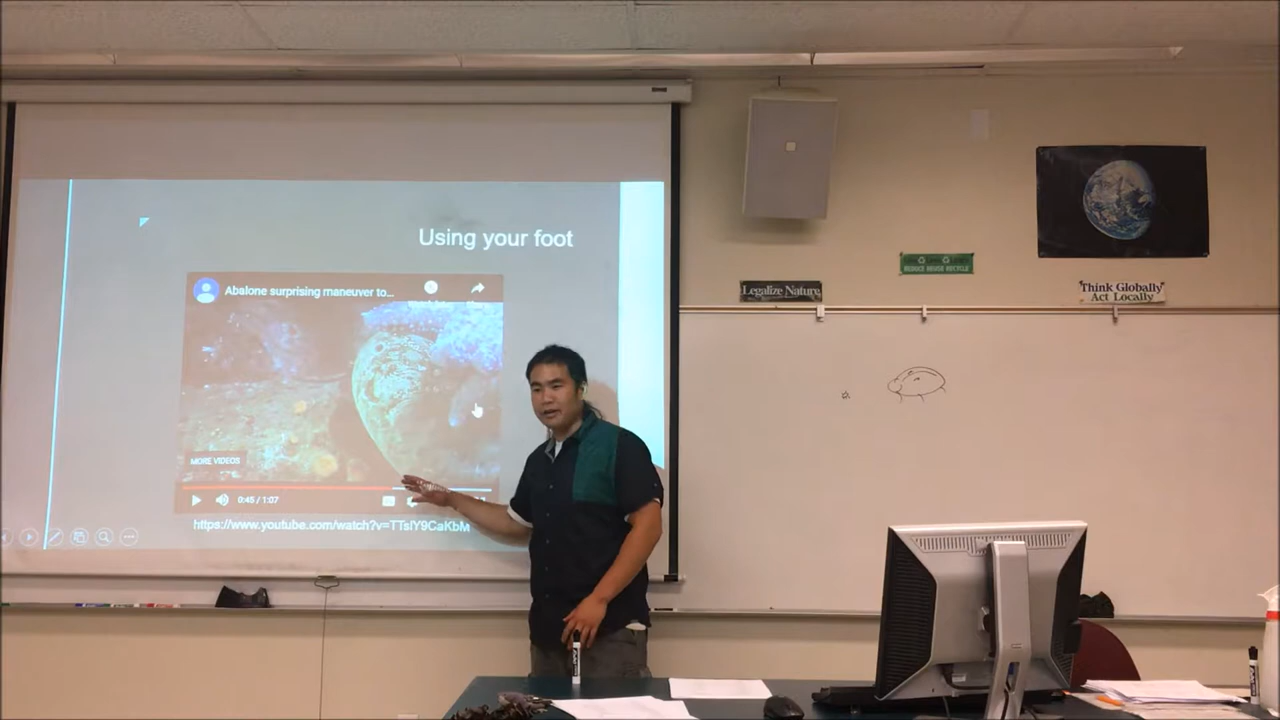 Using your foot
Abalone surprising maneuver to...
MORE VIDEOS
0:45 / 1:07
https://www.youtube.com/watch?v=TTslY9CaKbM
REDUCE REUSE RECYCLE
Legalize Nature
Think Globally
Act Locally